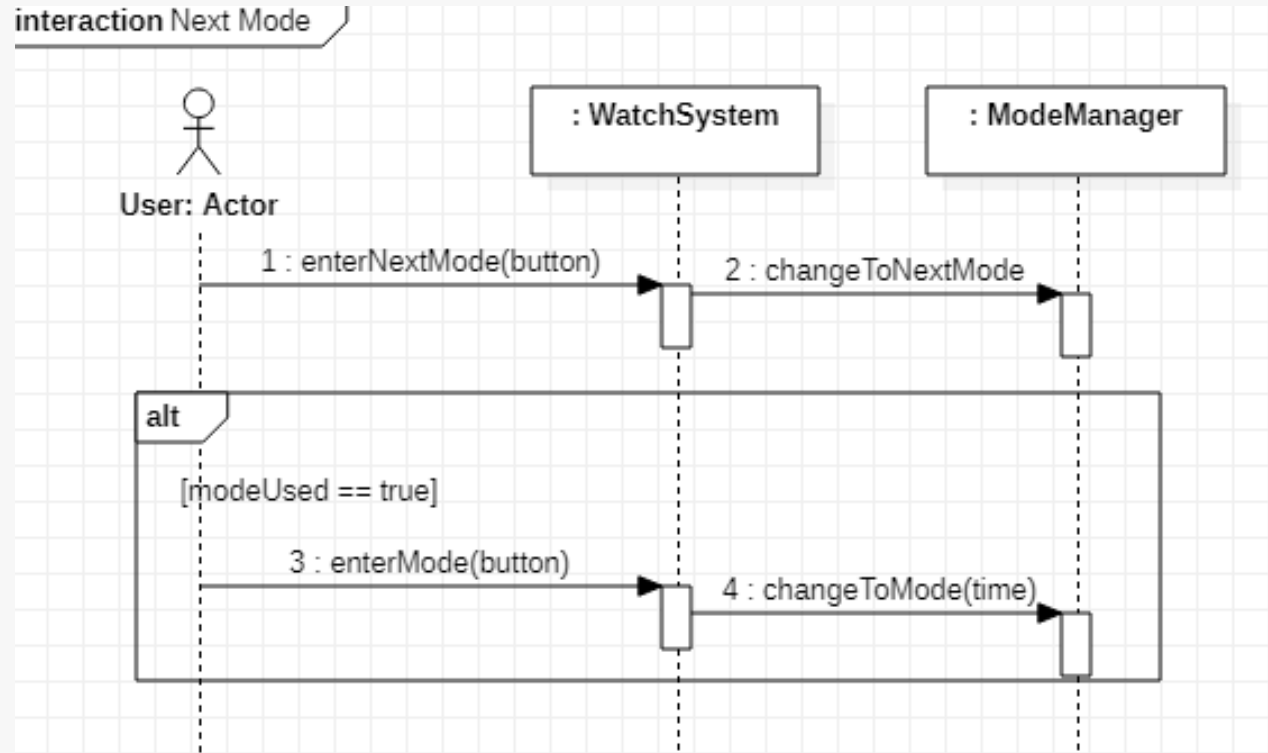 interaction Next Mode
: WatchSystem
: ModeManager
User: Actor
1 : enterNextMode(button)
2 : changeToNextMode
alt
[modeUsed == true]
3 : enterMode(button)
4 : changeToMode(time)